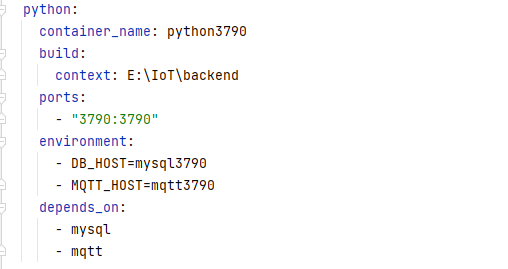 python:
  container_name: python3790
  build:
    context: E:\IoT\backend
  ports:
    - "3790:3790"
  environment:
    - DB_HOST=mysql3790
    - MQTT_HOST=mqtt3790
  depends_on:
    - mysql
    - mqtt